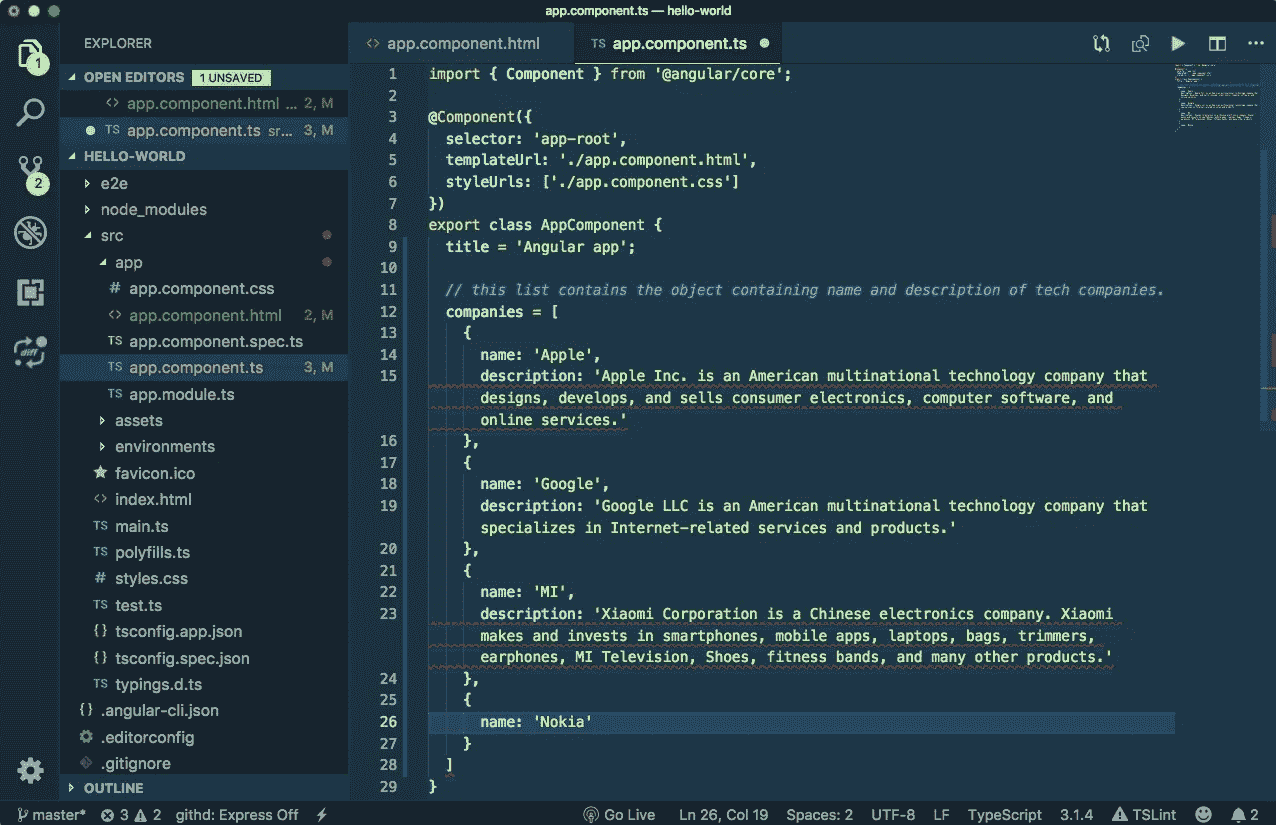 app.component.ts — hello-world
EXPLORER
OPEN EDITORS 1 UNSAVED
<> app.component.html ... 2, M
TS app.component.ts sr... 3, M
HELLO-WORLD
e2e
node_modules
src
app
# app.component.css
<> app.component.html 2, M
TS app.component.spec.ts
TS app.component.ts 3, M
TS app.module.ts
assets
environments
favicon.ico
<> index.html
TS main.ts
TS polyfills.ts
# styles.css
TS test.ts
{} tsconfig.app.json
{} tsconfig.spec.json
TS typings.d.ts
{} .angular-cli.json
.editorconfig
.gitignore
OUTLINE
1
2
diff
<> app.component.html
TS app.component.ts
1 import { Component } from '@angular/core';
2
3 @Component({
4 selector: 'app-root',
5 templateUrl: './app.component.html',
6 styleUrls: ['./app.component.css']
7 })
8 export class AppComponent {
9 title = 'Angular app';
10
11 // this list contains the object containing name and description of tech companies.
12 companies = [
13 {
14 name: 'Apple',
15 description: 'Apple Inc. is an American multinational technology company that
designs, develops, and sells consumer electronics, computer software, and
online services.'
16 },
17 {
18 name: 'Google',
19 description: 'Google LLC is an American multinational technology company that
specializes in Internet-related services and products.'
20 },
21 {
22 name: 'MI',
23 description: 'Xiaomi Corporation is a Chinese electronics company. Xiaomi
makes and invests in smartphones, mobile apps, laptops, bags, trimmers,
earphones, MI Television, Shoes, fitness bands, and many other products.'
24 },
25 {
26 name: 'Nokia'
27 }
28 ]
29 }
master* 3 2 githd: Express Off Go Live Ln 26, Col 19 Spaces: 2 UTF-8 LF TypeScript 3.1.4 TSLint 2